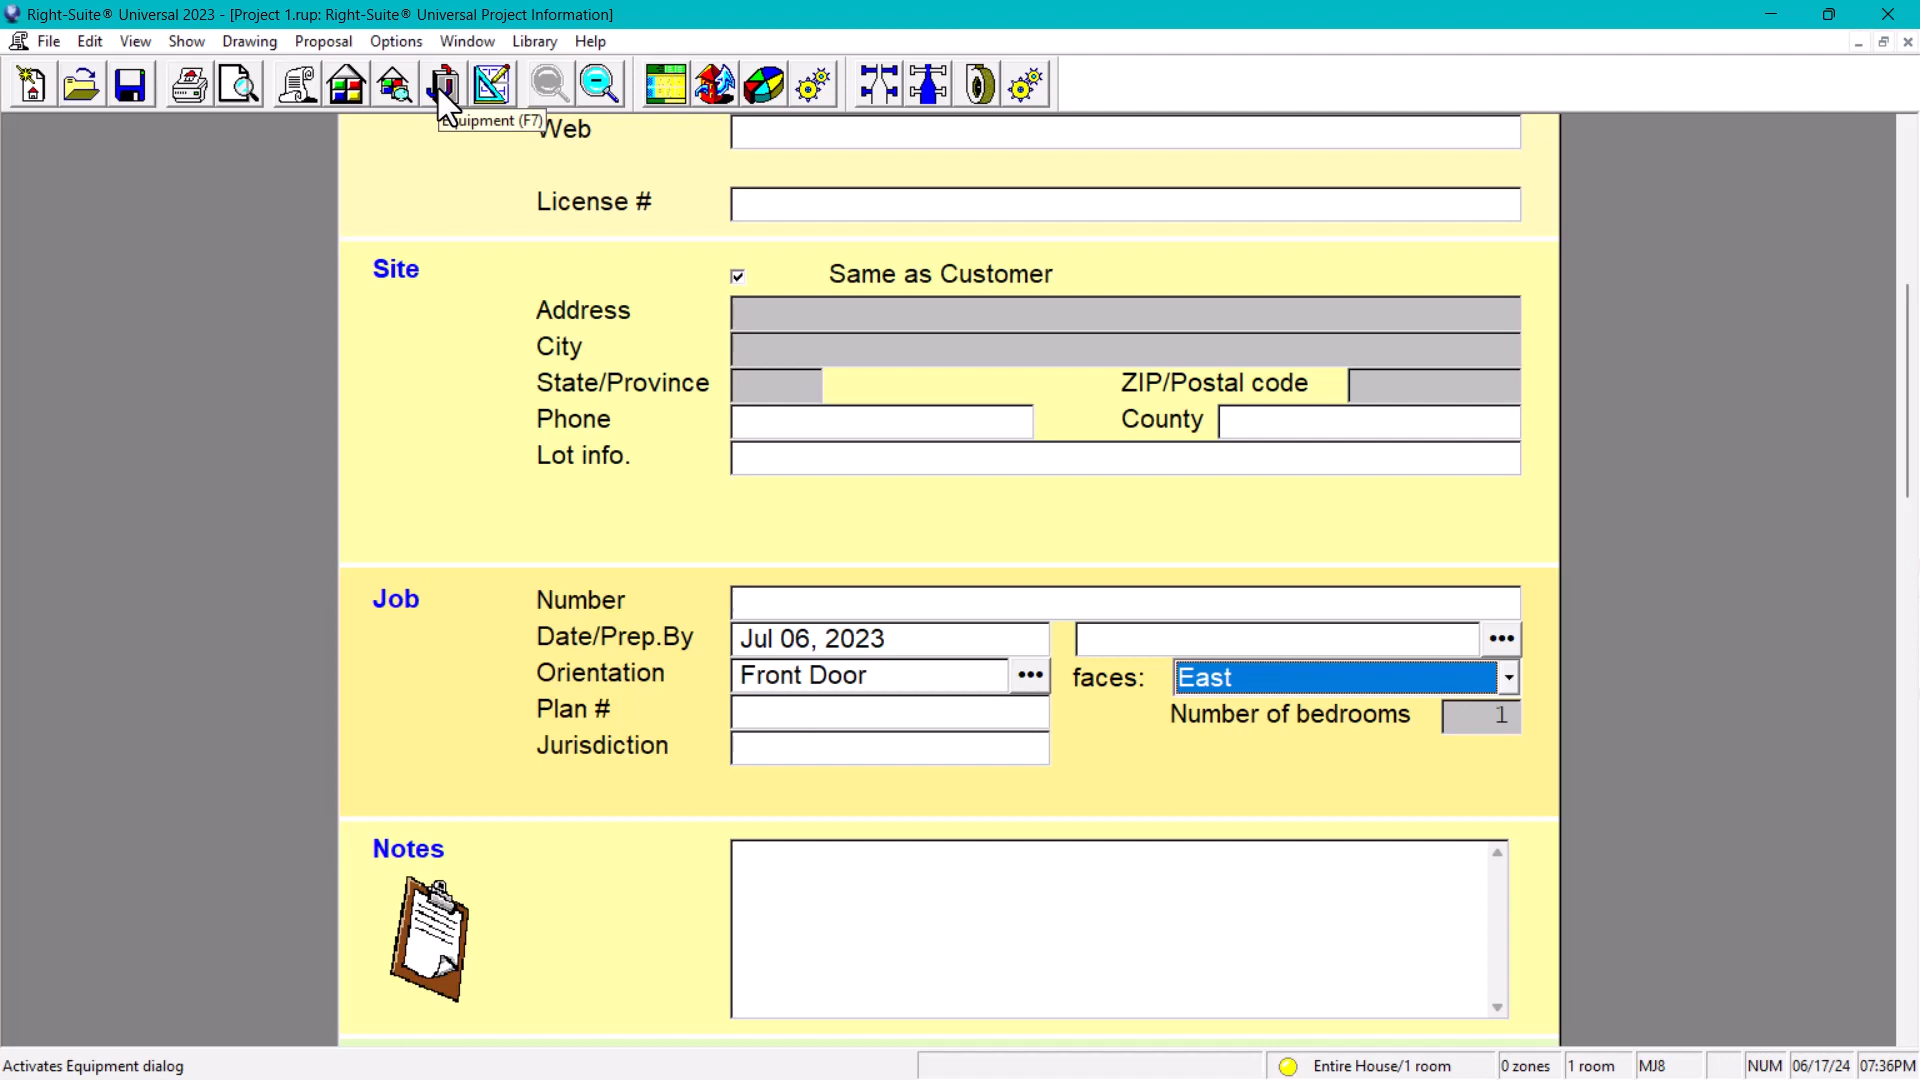 Right-Suite® Universal 2023 - [Project 1.rup: Right-Suite® Universal Project Information]
File Edit View Show Drawing Proposal Options Window Library Help
Equipment (F7)
Web
License #
Site Same as Customer
Address
City
State/Province ZIP/Postal code
Phone County
Lot info.
Job Number
Date/Prep.By Jul 06, 2023 •••
Orientation Front Door ••• faces: East
Plan # Number of bedrooms 1
Jurisdiction
Notes
Activates Equipment dialog Entire House/1 room 0 zones 1 room MJ8 NUM 06/17/24 07:36PM